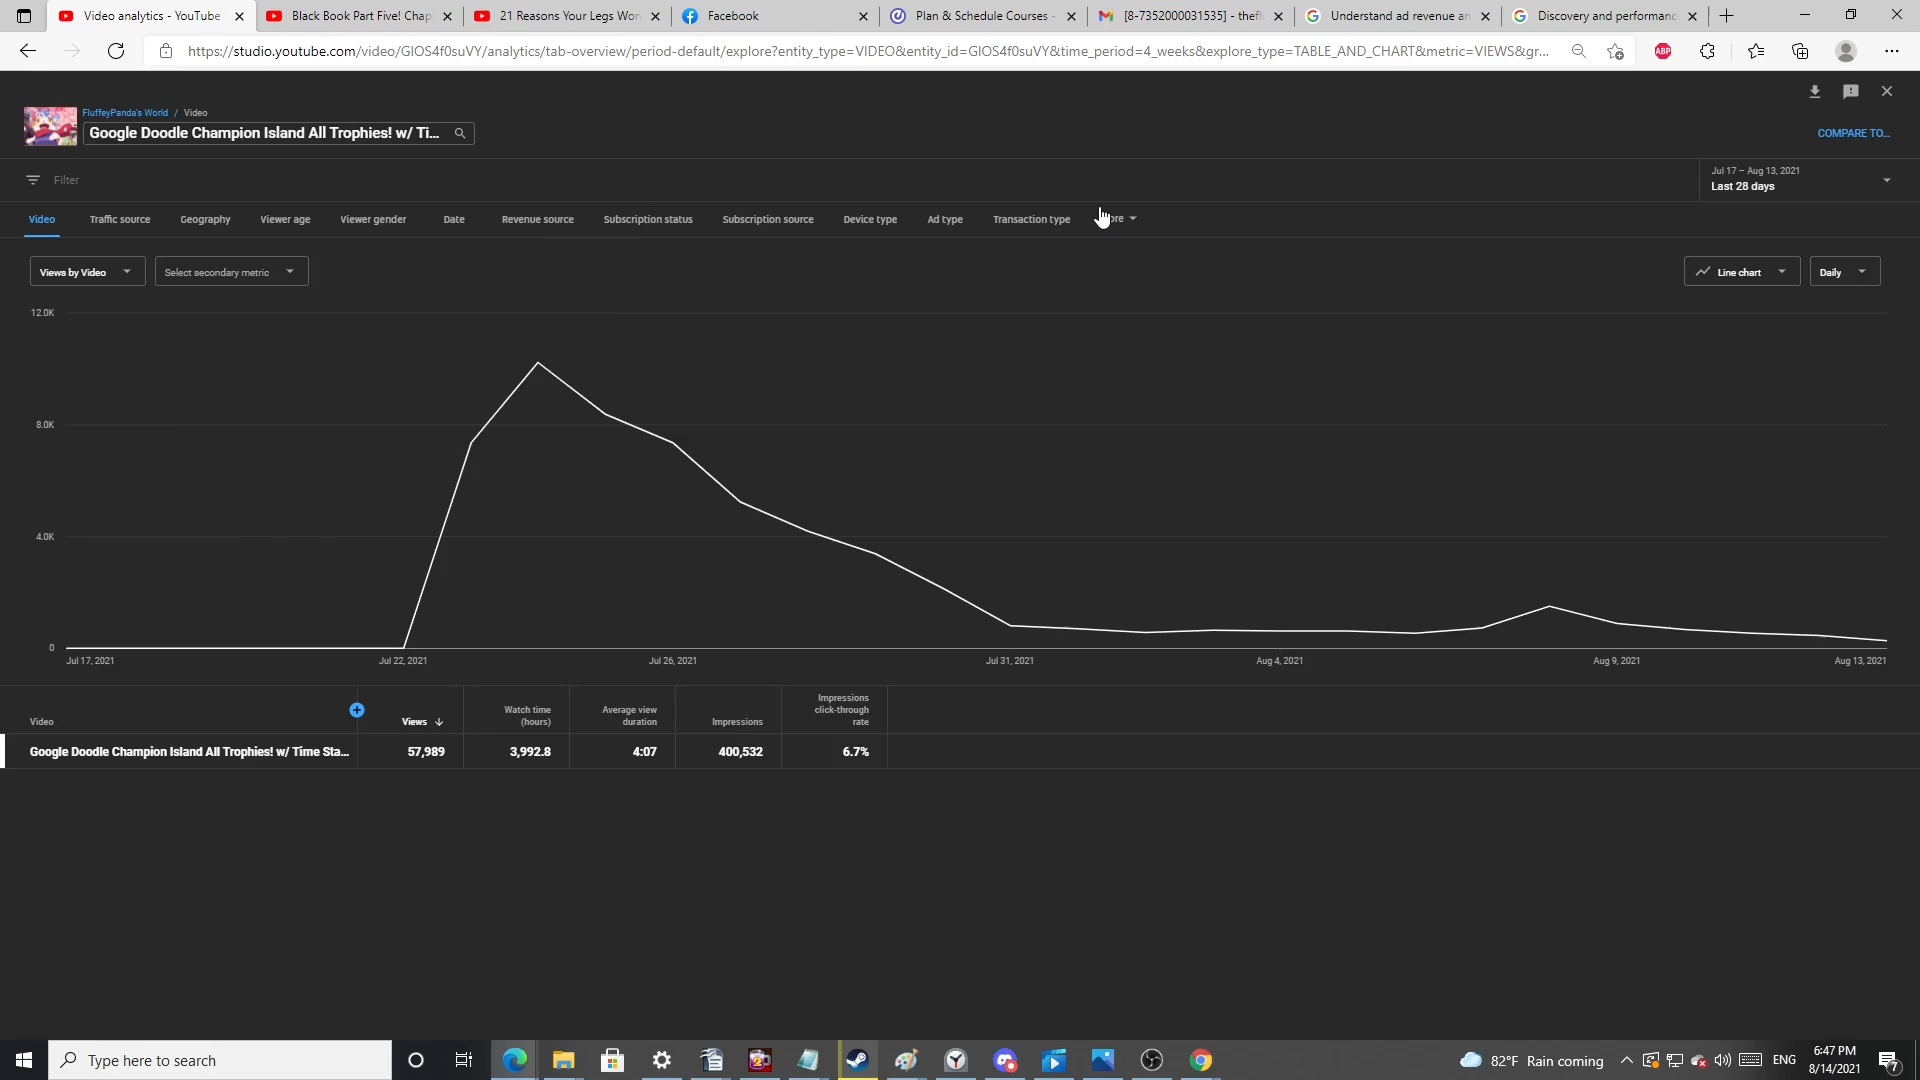 Video analytics - YouTube
Black Book Part Five! Chap
21 Reasons Your Legs Won
Facebook
Plan & Schedule Courses -
[8-7352000031535] - thefl
Understand ad revenue an
Discovery and performanc
https://studio.youtube.com/video/GIOS4f0suVY/analytics/tab-overview/period-default/explore?entity_type=VIDEO&entity_id=GIOS4f0suVY&time_period=4_weeks&explore_type=TABLE_AND_CHART&metric=VIEWS&gr...
ABP
FluffeyPanda's World / Video
Google Doodle Champion Island All Trophies! w/ Ti...
COMPARE TO...
Filter
Jul 17 – Aug 13, 2021
Last 28 days
Video Traffic source Geography Viewer age Viewer gender Date Revenue source Subscription status Subscription source Device type Ad type Transaction type ore
Views by Video
Select secondary metric
Line chart
Daily
12.0K
8.0K
4.0K
0
Jul 17, 2021 Jul 22, 2021 Jul 26, 2021 Jul 31, 2021 Aug 4, 2021 Aug 9, 2021 Aug 13, 2021
Video
Views
Watch time
(hours)
Average view
duration
Impressions
Impressions
click-through
rate
Google Doodle Champion Island All Trophies! w/ Time Sta... 57,989 3,992.8 4:07 400,532 6.7%
Type here to search
82°F Rain coming
ENG
6:47 PM
8/14/2021
7